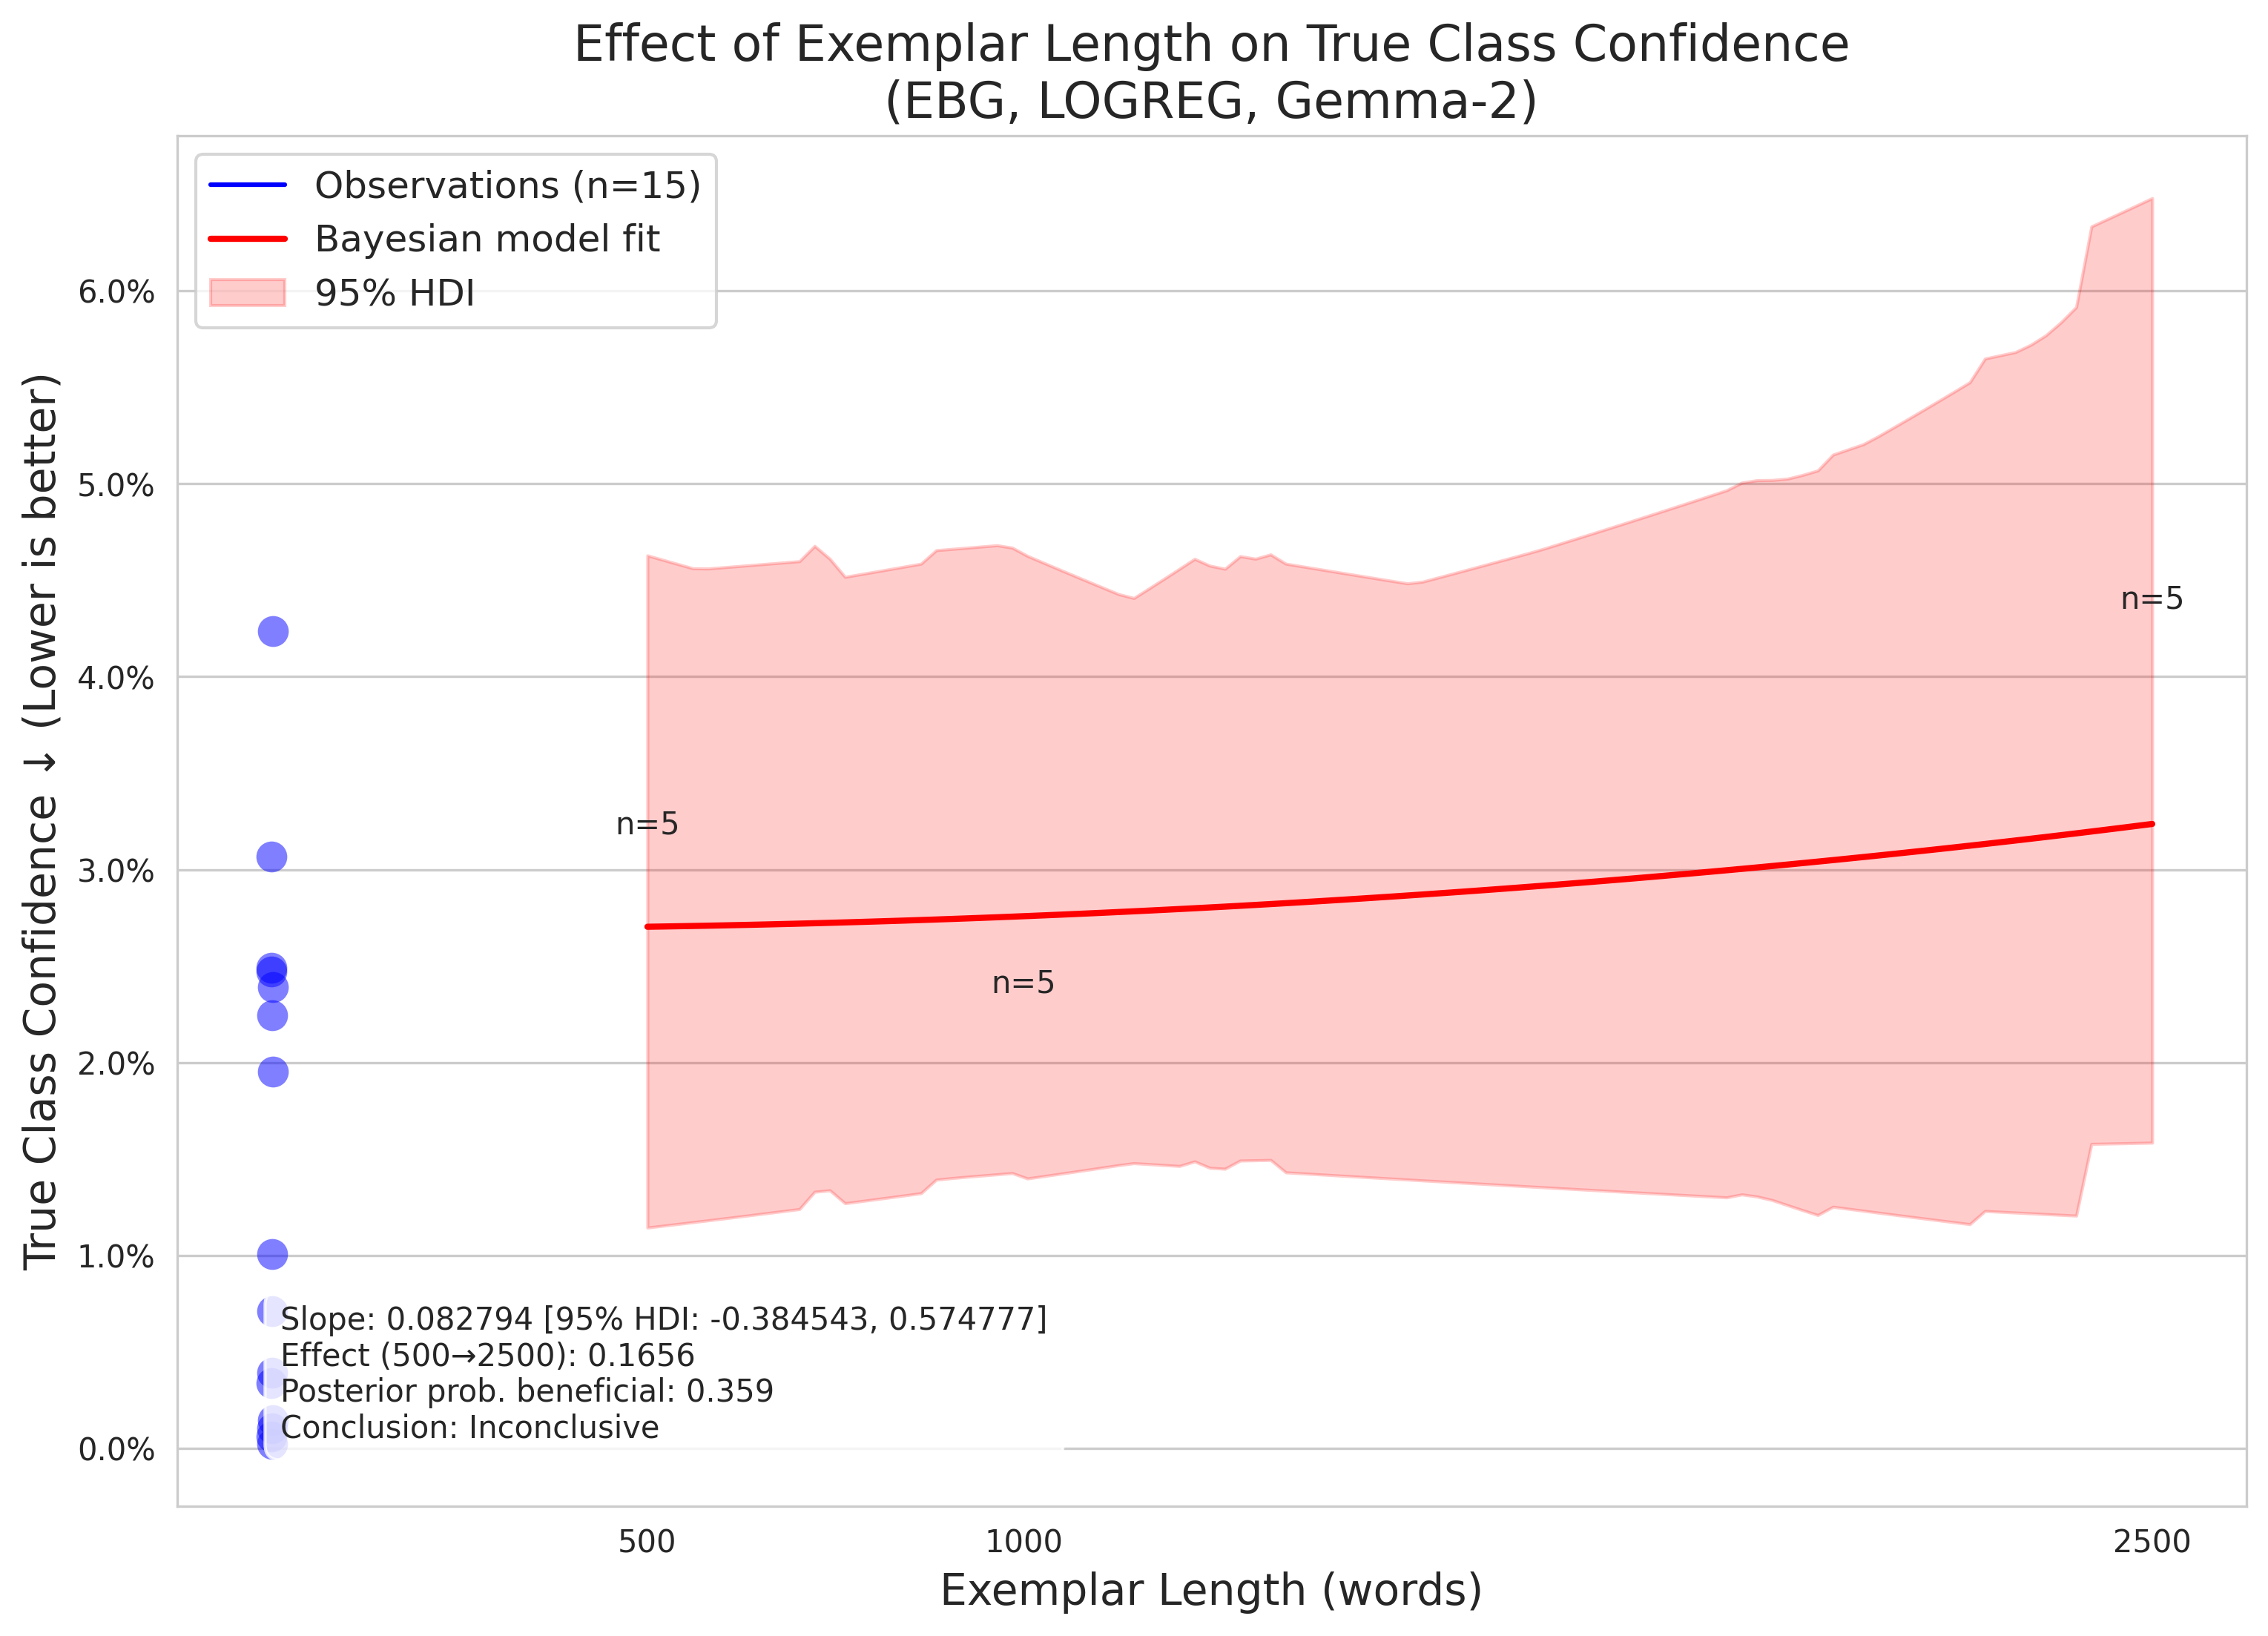 Effect of Exemplar Length on True Class Confidence
(EBG, LOGREG, Gemma-2)
Observations (n=15)
Bayesian model fit
95% HDI
True Class Confidence ↓ (Lower is better)
6.0%
5.0%
4.0%
3.0%
2.0%
1.0%
0.0%
n=5
n=5
n=5
Slope: 0.082794 [95% HDI: -0.384543, 0.574777]
Effect (500→2500): 0.1656
Posterior prob. beneficial: 0.359
Conclusion: Inconclusive
500
1000
2500
Exemplar Length (words)